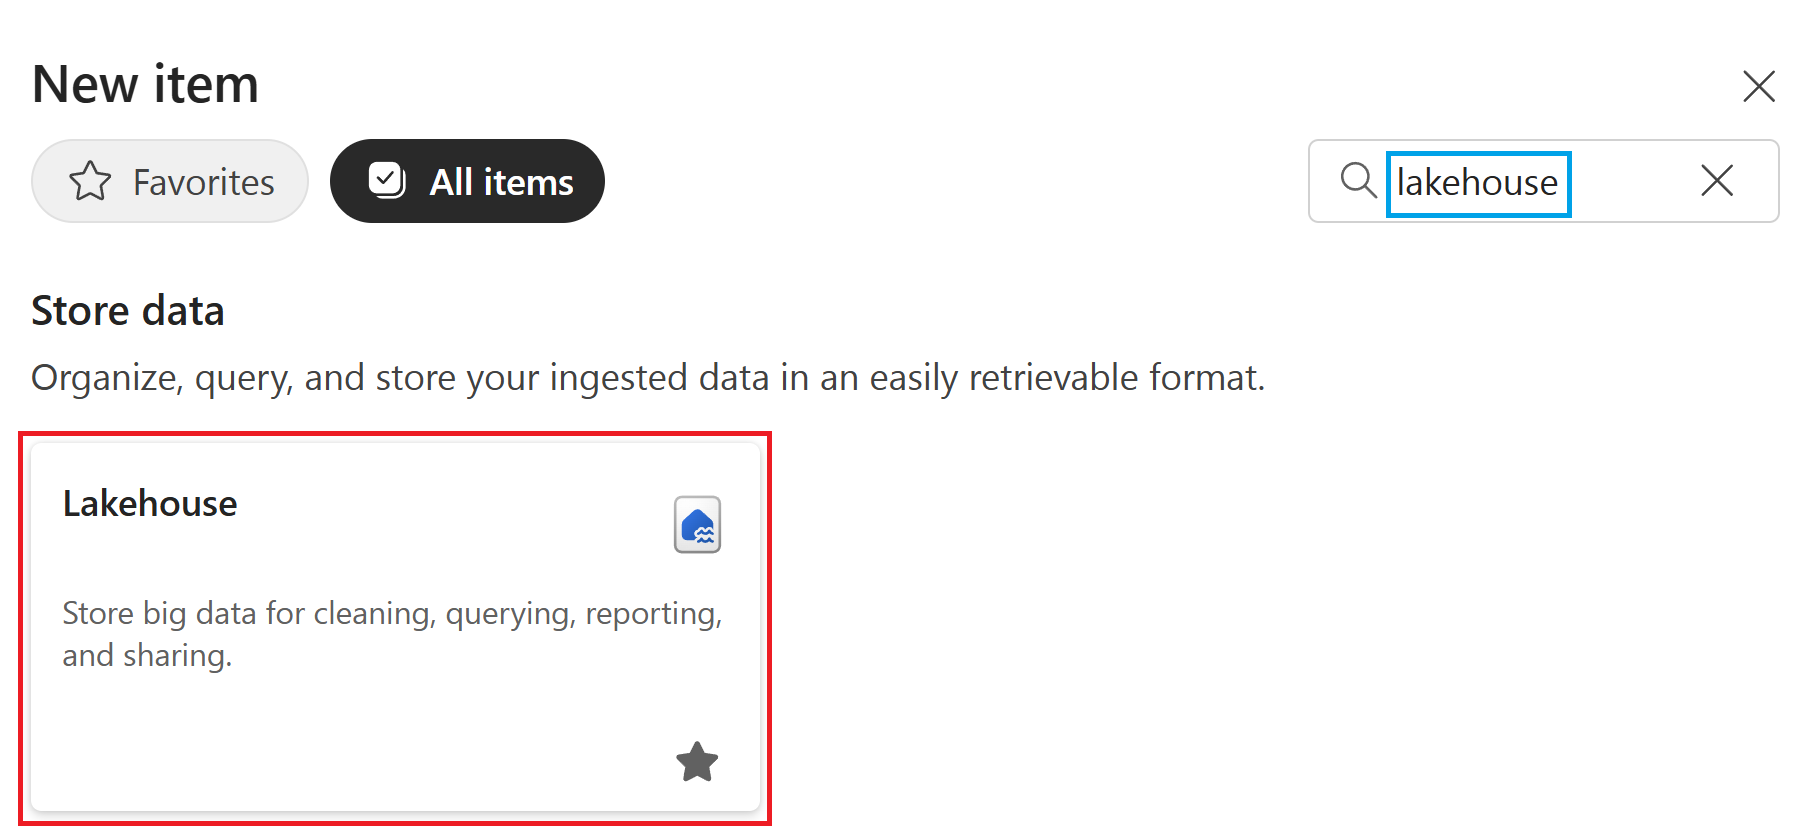 New item
Favorites
All items
lakehouse
Store data
Organize, query, and store your ingested data in an easily retrievable format.
Lakehouse
Store big data for cleaning, querying, reporting,
and sharing.